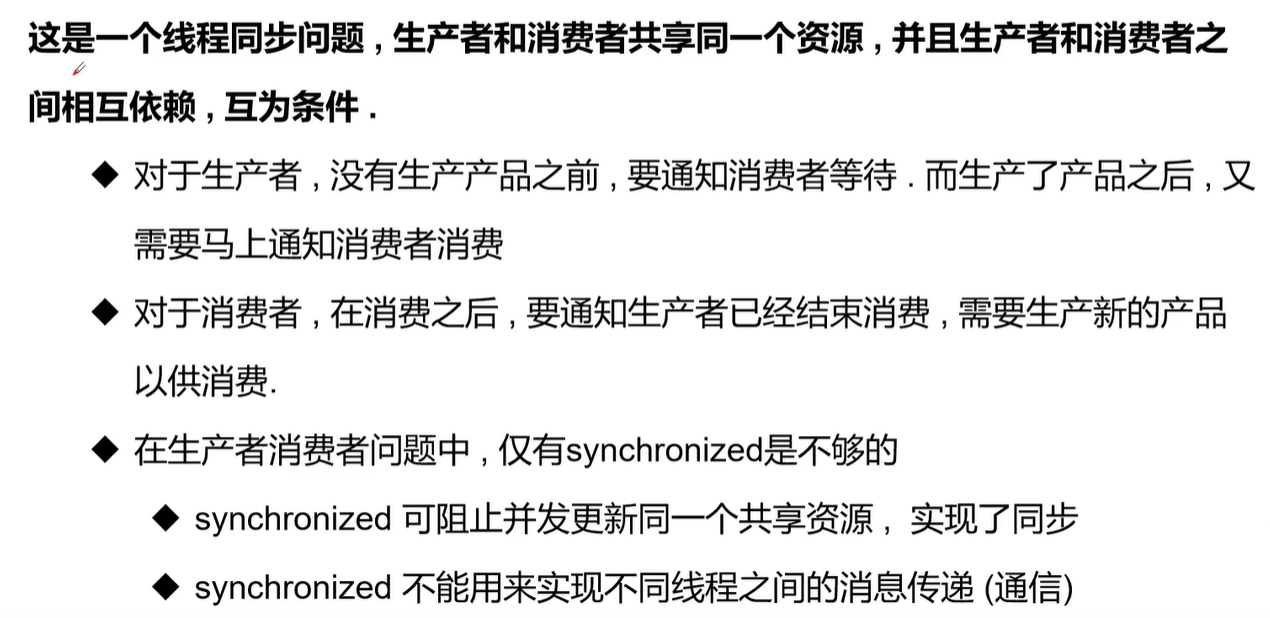 这是一个线程同步问题 , 生产者和消费者共享同一个资源 , 并且生产者和消费者之
间相互依赖 , 互为条件 .
◆ 对于生产者 , 没有生产产品之前 , 要通知消费者等待 . 而生产了产品之后 , 又
需要马上通知消费者消费
◆ 对于消费者 , 在消费之后 , 要通知生产者已经结束消费 , 需要生产新的产品
以供消费.
◆ 在生产者消费者问题中 , 仅有synchronized是不够的
◆ synchronized 可阻止并发更新同一个共享资源 , 实现了同步
◆ synchronized 不能用来实现不同线程之间的消息传递 (通信)